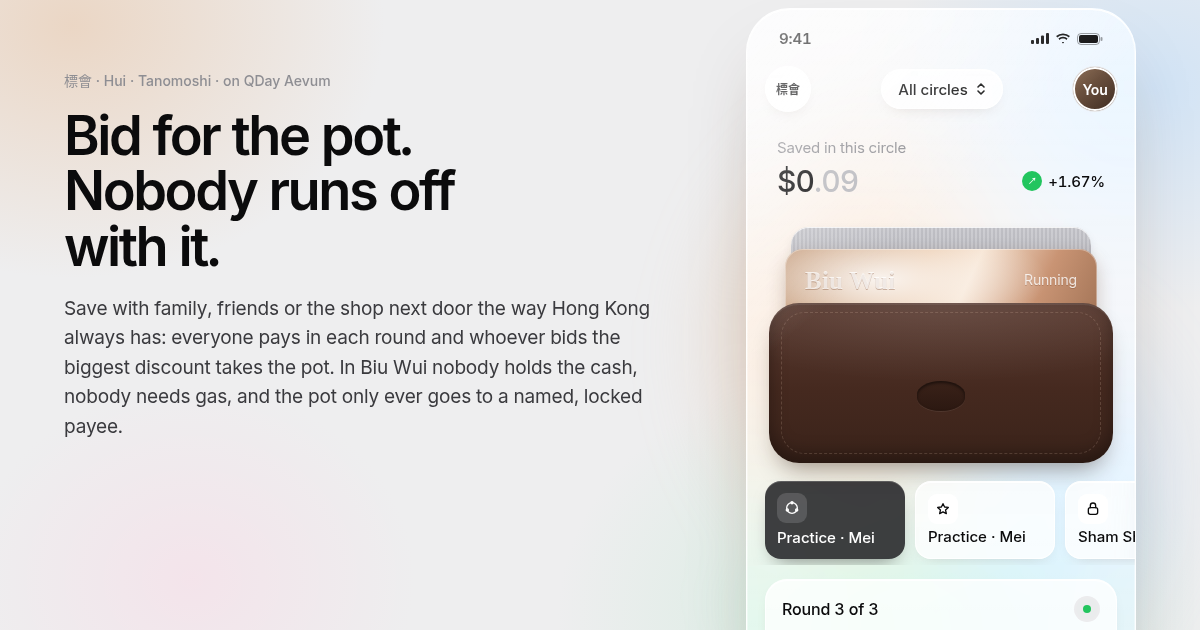 標會 · Hui · Tanomoshi · on QDay Aevum
Bid for the pot.
Nobody runs off
with it.
Save with family, friends or the shop next door the way Hong Kong
always has: everyone pays in each round and whoever bids the
biggest discount takes the pot. In Biu Wui nobody holds the cash,
nobody needs gas, and the pot only ever goes to a named, locked
payee.
9:41
標會
All circles
You
Saved in this circle
$0.09
+1.67%
Biu Wui
Running
Practice · Mei
Practice · Mei
Sham
Round 3 of 3